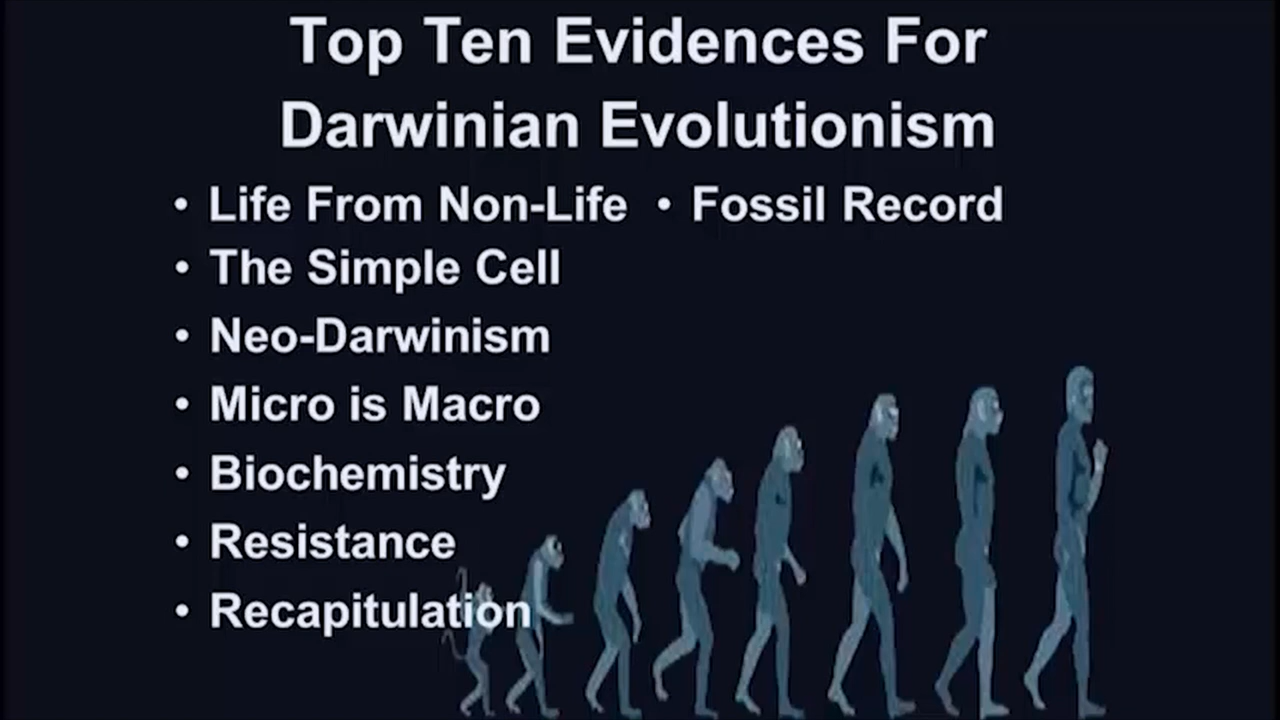 Top Ten Evidences For
Darwinian Evolutionism
• Life From Non-Life • Fossil Record
• The Simple Cell
• Neo-Darwinism
• Micro is Macro
• Biochemistry
• Resistance
• Recapitulation